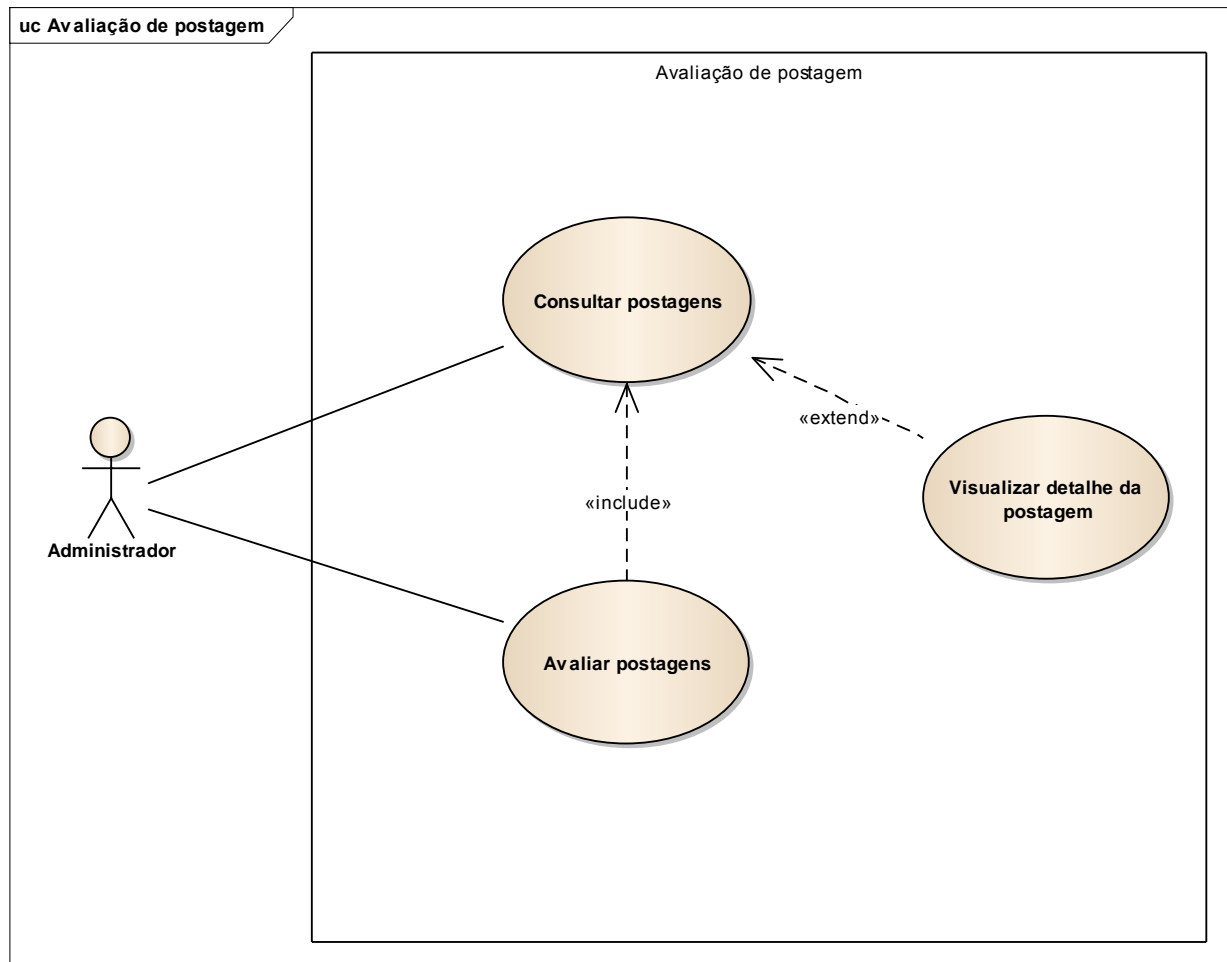 uc Avaliação de postagem
Avaliação de postagem
Consultar postagens
«extend»
Visualizar detalhe da
postagem
«include»
Administrador
Avaliar postagens